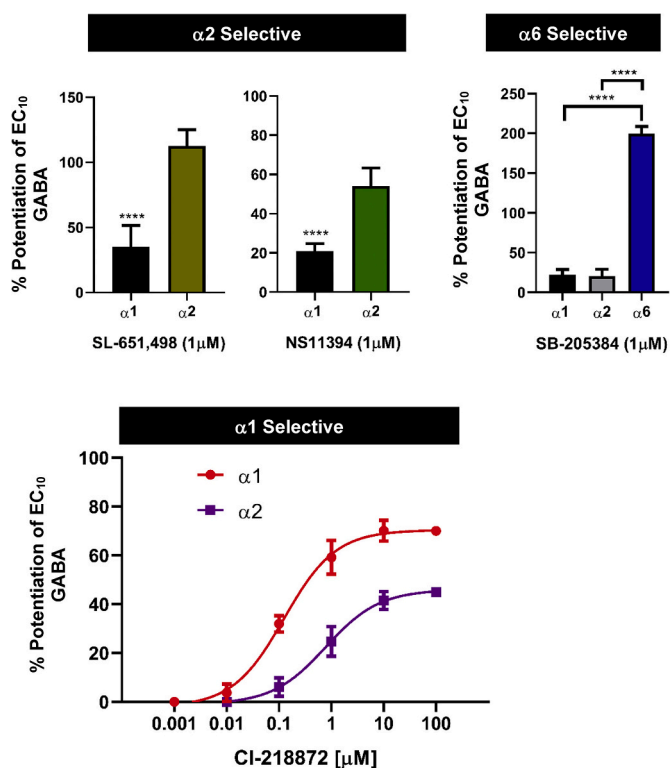 α2 Selective
α6 Selective
% Potentiation of EC₁₀
GABA
150
100
50
0
****
α1
α2
SL-651,498 (1μM)
100
80
60
40
20
0
****
α1
α2
NS11394 (1μM)
% Potentiation of EC₁₀
GABA
250
200
150
100
50
0
****
****
α1
α2
α6
SB-205384 (1μM)
α1 Selective
% Potentiation of EC₁₀
GABA
100
80
60
40
20
0
α1
α2
0.001
0.01
0.1
1
10
100
CI-218872 [μM]